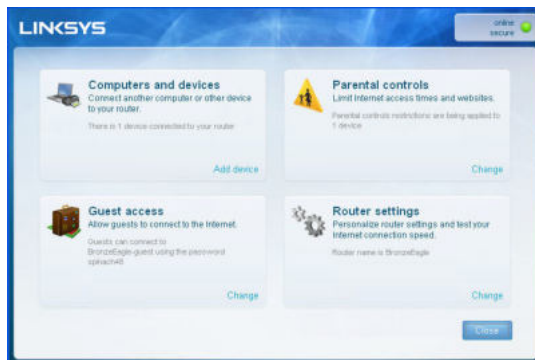 LINKSYS
online
secure
Computers and devices
Connect another computer or other device
to your router.
There is 1 device connected to your router
Add device
Parental controls
Limit Internet access times and websites.
Parental controls restrictions are being applied to
1 device
Change
Guest access
Allow guests to connect to the Internet.
Guests can connect to
BronzeEagle-guest using the password
spinach48
Change
Router settings
Personalize router settings and test your
Internet connection speed.
Router name is BronzeEagle
Change
Close